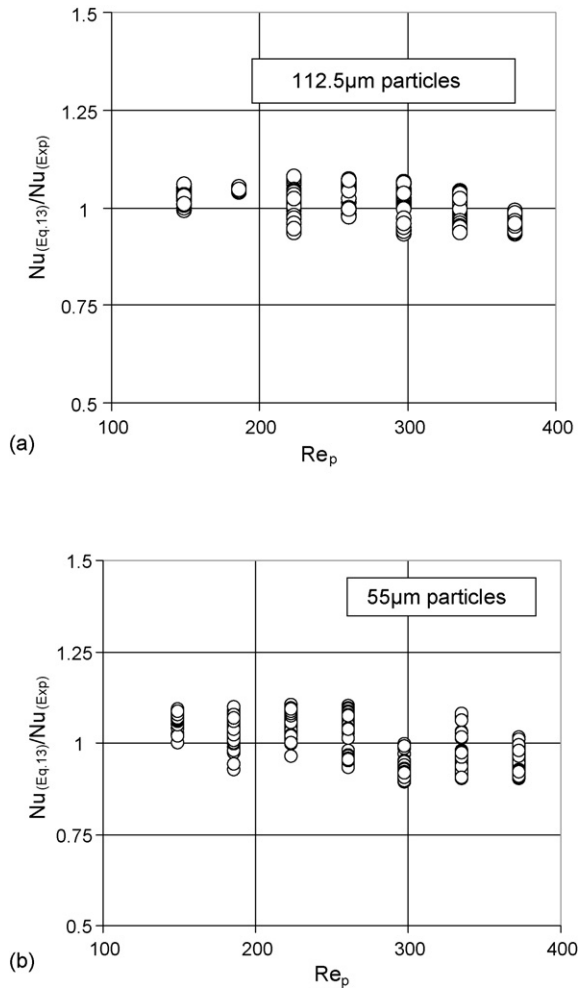 1.5
112.5µm particles
1.25
1
0.75
0.5
Nu(Eq.13)/Nu(Exp)
100 200 300 400
(a)
Rep
1.5
55µm particles
1.25
1
0.75
0.5
Nu(Eq.13)/Nu(Exp)
100 200 300 400
(b)
Rep